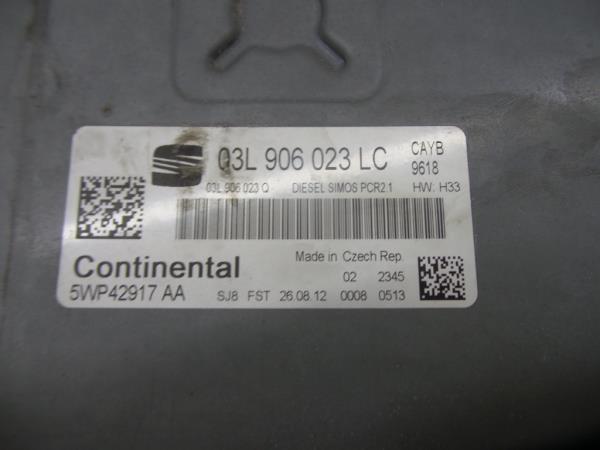 03L 906 023 LC CAYB
9618
03L 906 023 Q DIESEL SIMOS PCR2.1 HW: H33
Continental Made in Czech Rep.
02 2345
5WP42917 AA SJ8 FST 26.08.12 0008 0513